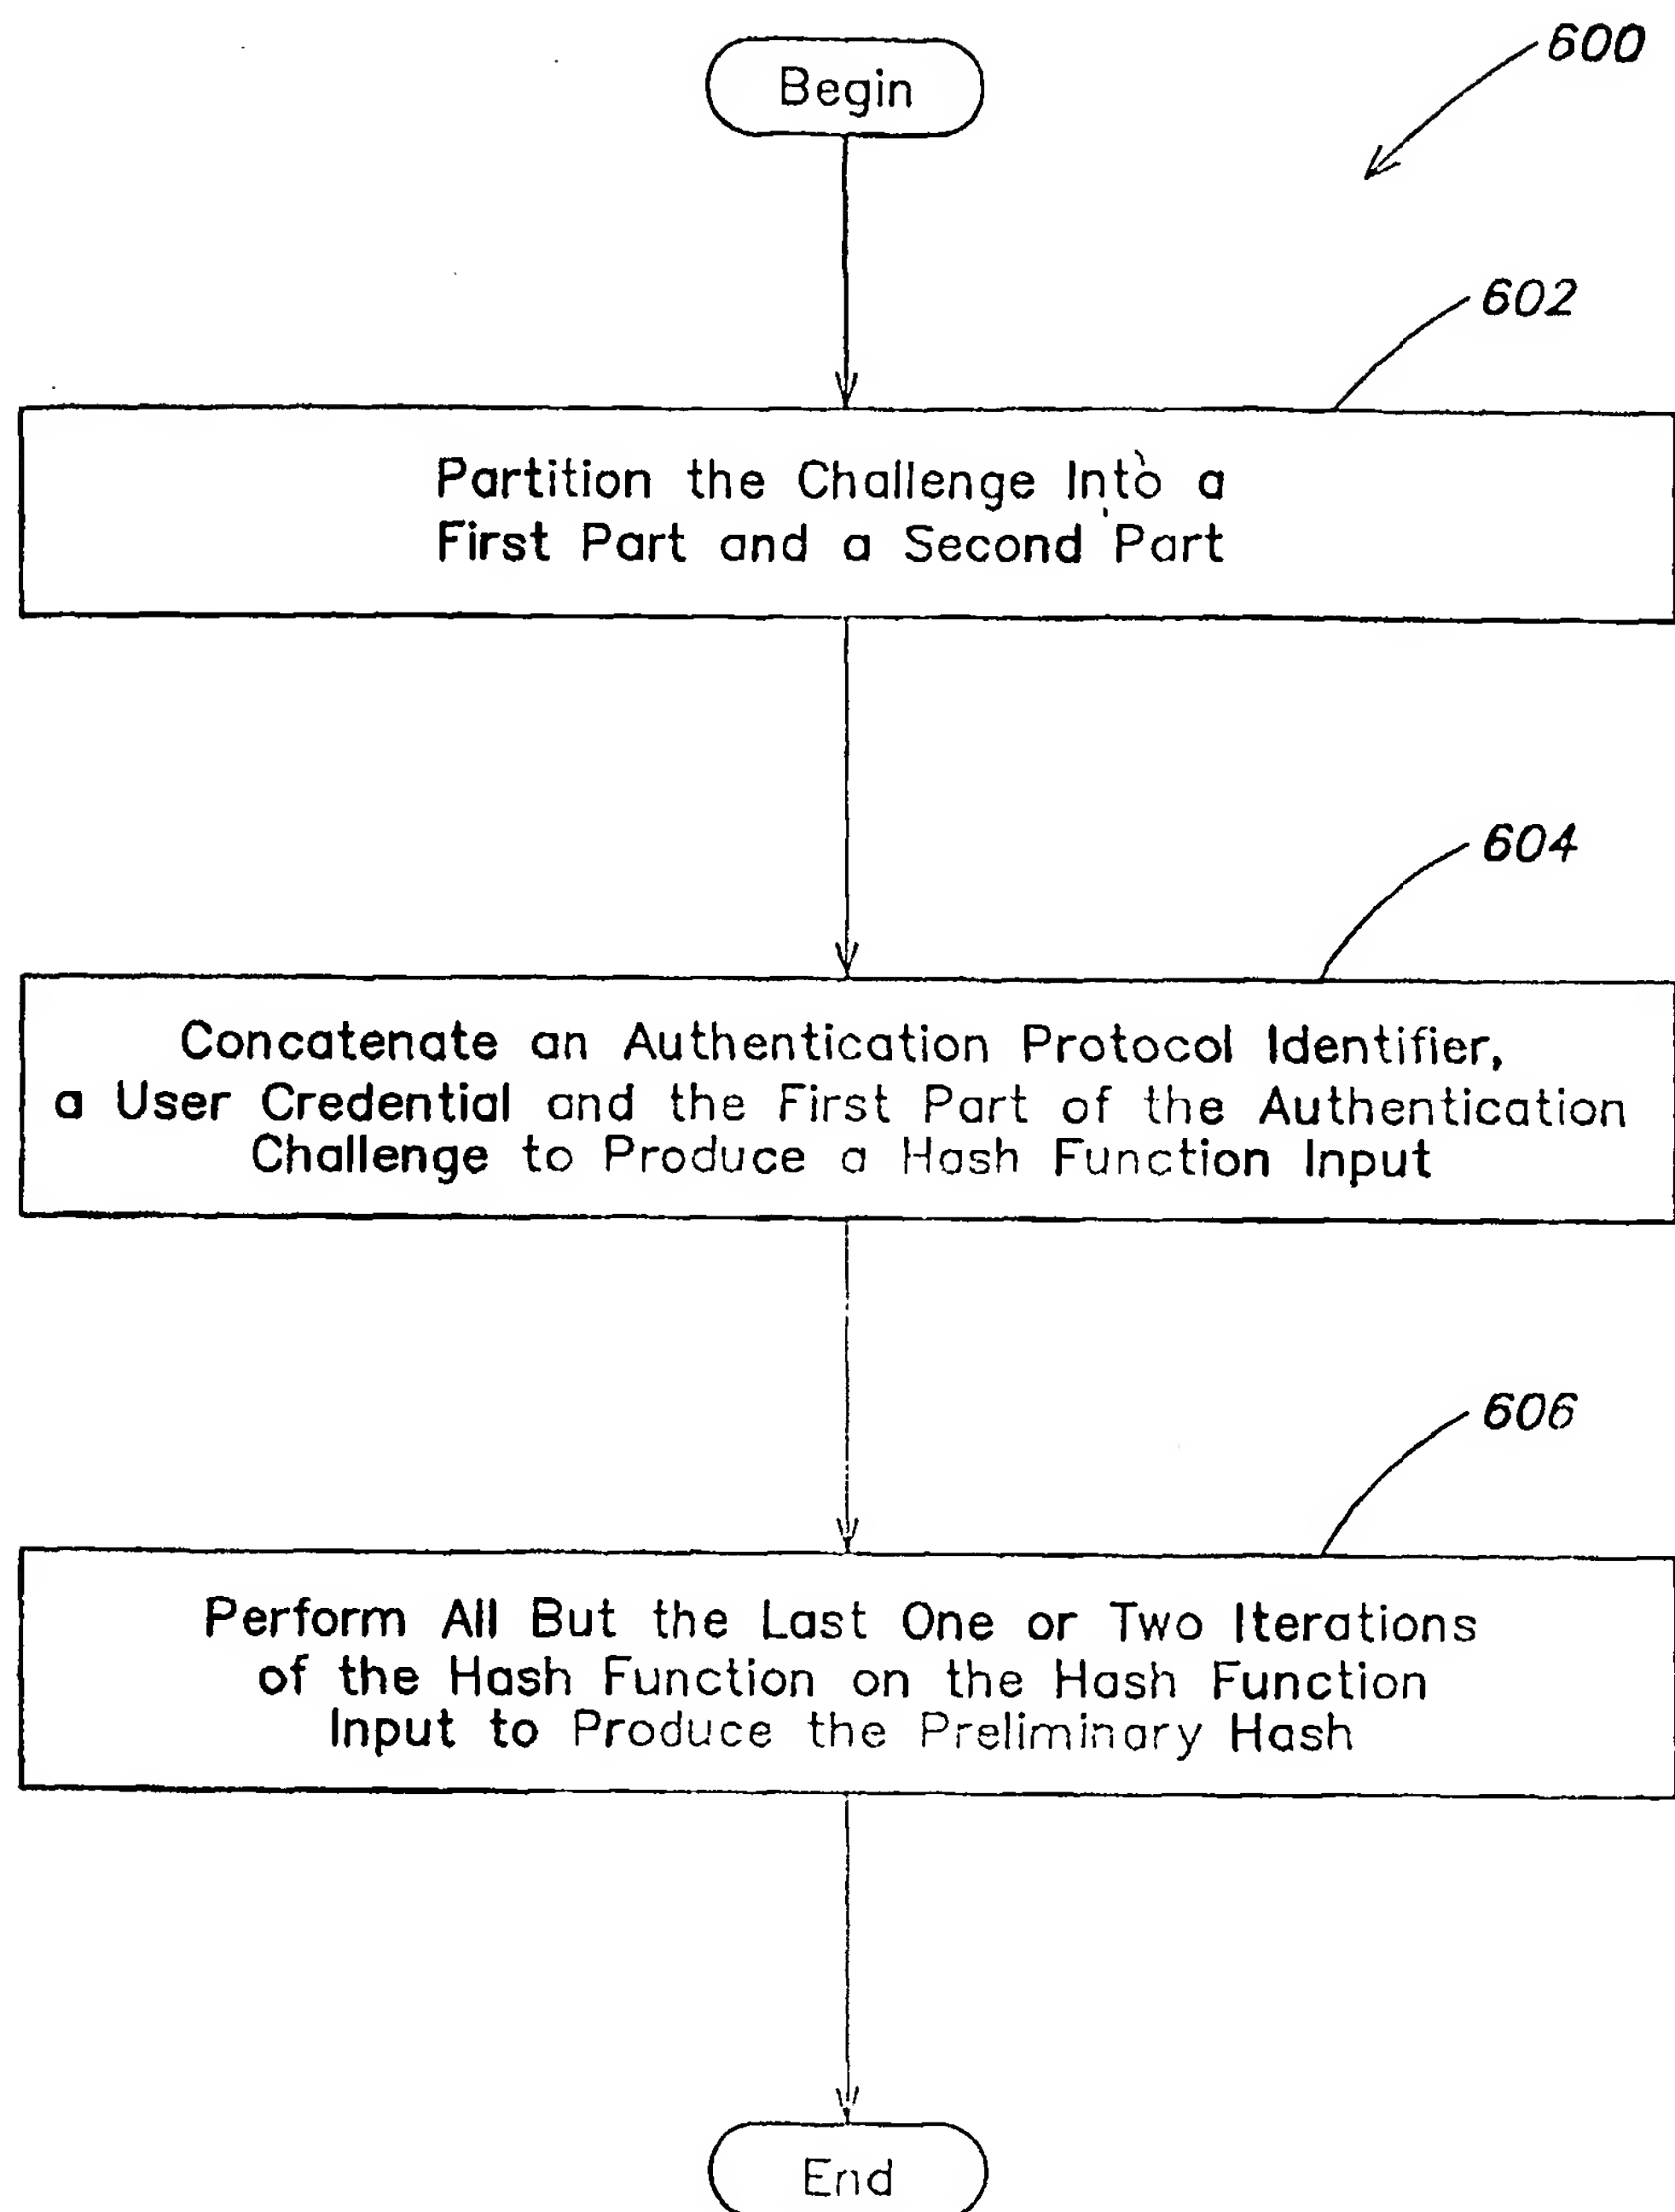 600
Begin
602
Partition the Challenge Into a
First Part and a Second Part
604
Concatenate an Authentication Protocol Identifier,
a User Credential and the First Part of the Authentication
Challenge to Produce a Hash Function Input
606
Perform All But the Last One or Two Iterations
of the Hash Function on the Hash Function
Input to Produce the Preliminary Hash
End